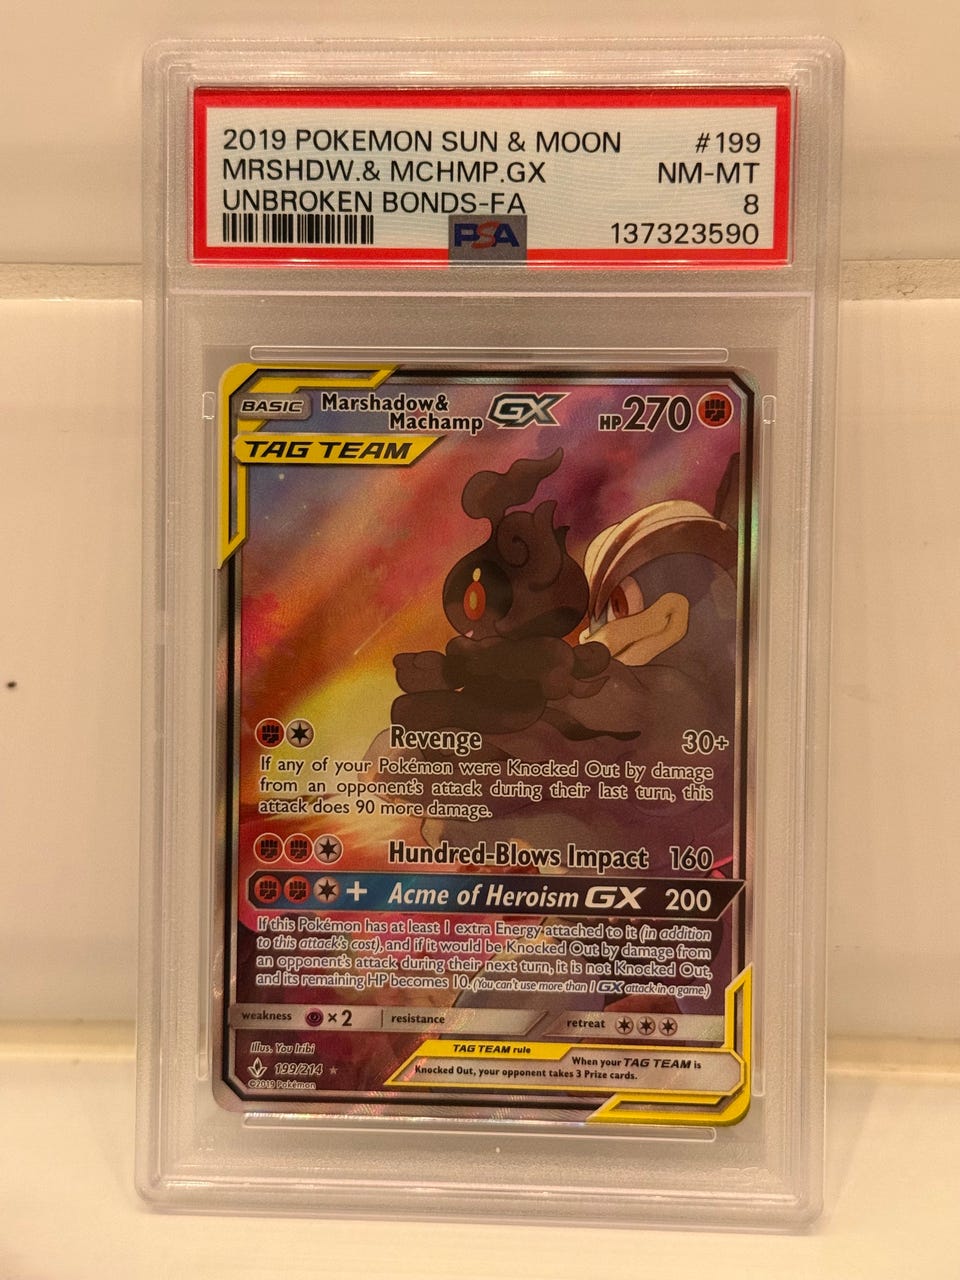 2019 POKEMON SUN & MOON #199
MRSHDW.& MCHMP.GX NM-MT
UNBROKEN BONDS-FA 8
PSA 137323590
BASIC Marshadow& Machamp GX HP 270
TAG TEAM
Revenge 30+
If any of your Pokémon were Knocked Out by damage
from an opponent's attack during their last turn, this
attack does 90 more damage.
Hundred-Blows Impact 160
+ Acme of Heroism GX 200
If this Pokémon has at least 1 extra Energy attached to it (in addition
to this attack's cost), and if it would be Knocked Out by damage from
an opponent's attack during their next turn, it is not Knocked Out,
and its remaining HP becomes 10. (You can't use more than 1 GX attack in a game.)
weakness ×2 resistance retreat
Illus. You Iribi
199/214 ★
©2019 Pokémon
TAG TEAM rule
When your TAG TEAM is
Knocked Out, your opponent takes 3 Prize cards.